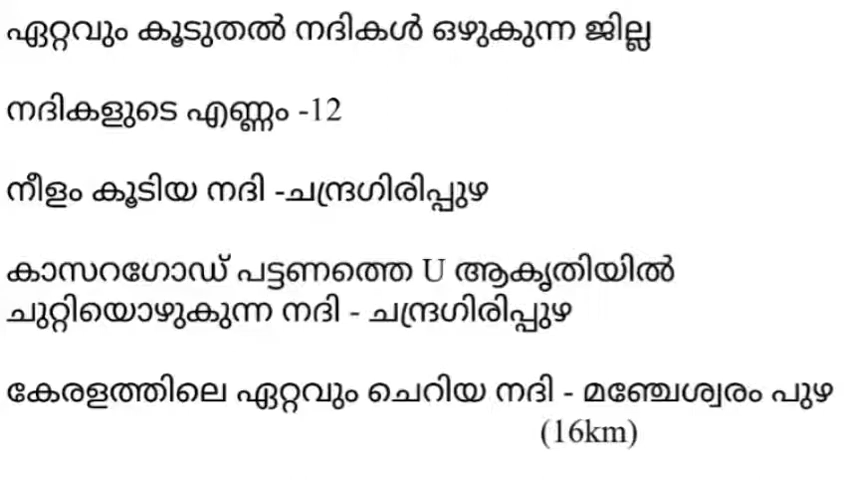 ഏറ്റവും കൂടുതൽ നദികൾ ഒഴുകുന്ന ജില്ല
നദികളുടെ എണ്ണം -12
നീളം കൂടിയ നദി -ചന്ദ്രഗിരിപ്പുഴ
കാസറഗോഡ് പട്ടണത്തെ U ആകൃതിയിൽ
ചുറ്റിയൊഴുകുന്ന നദി - ചന്ദ്രഗിരിപ്പുഴ
കേരളത്തിലെ ഏറ്റവും ചെറിയ നദി - മഞ്ചേശ്വരം പുഴ
(16km)